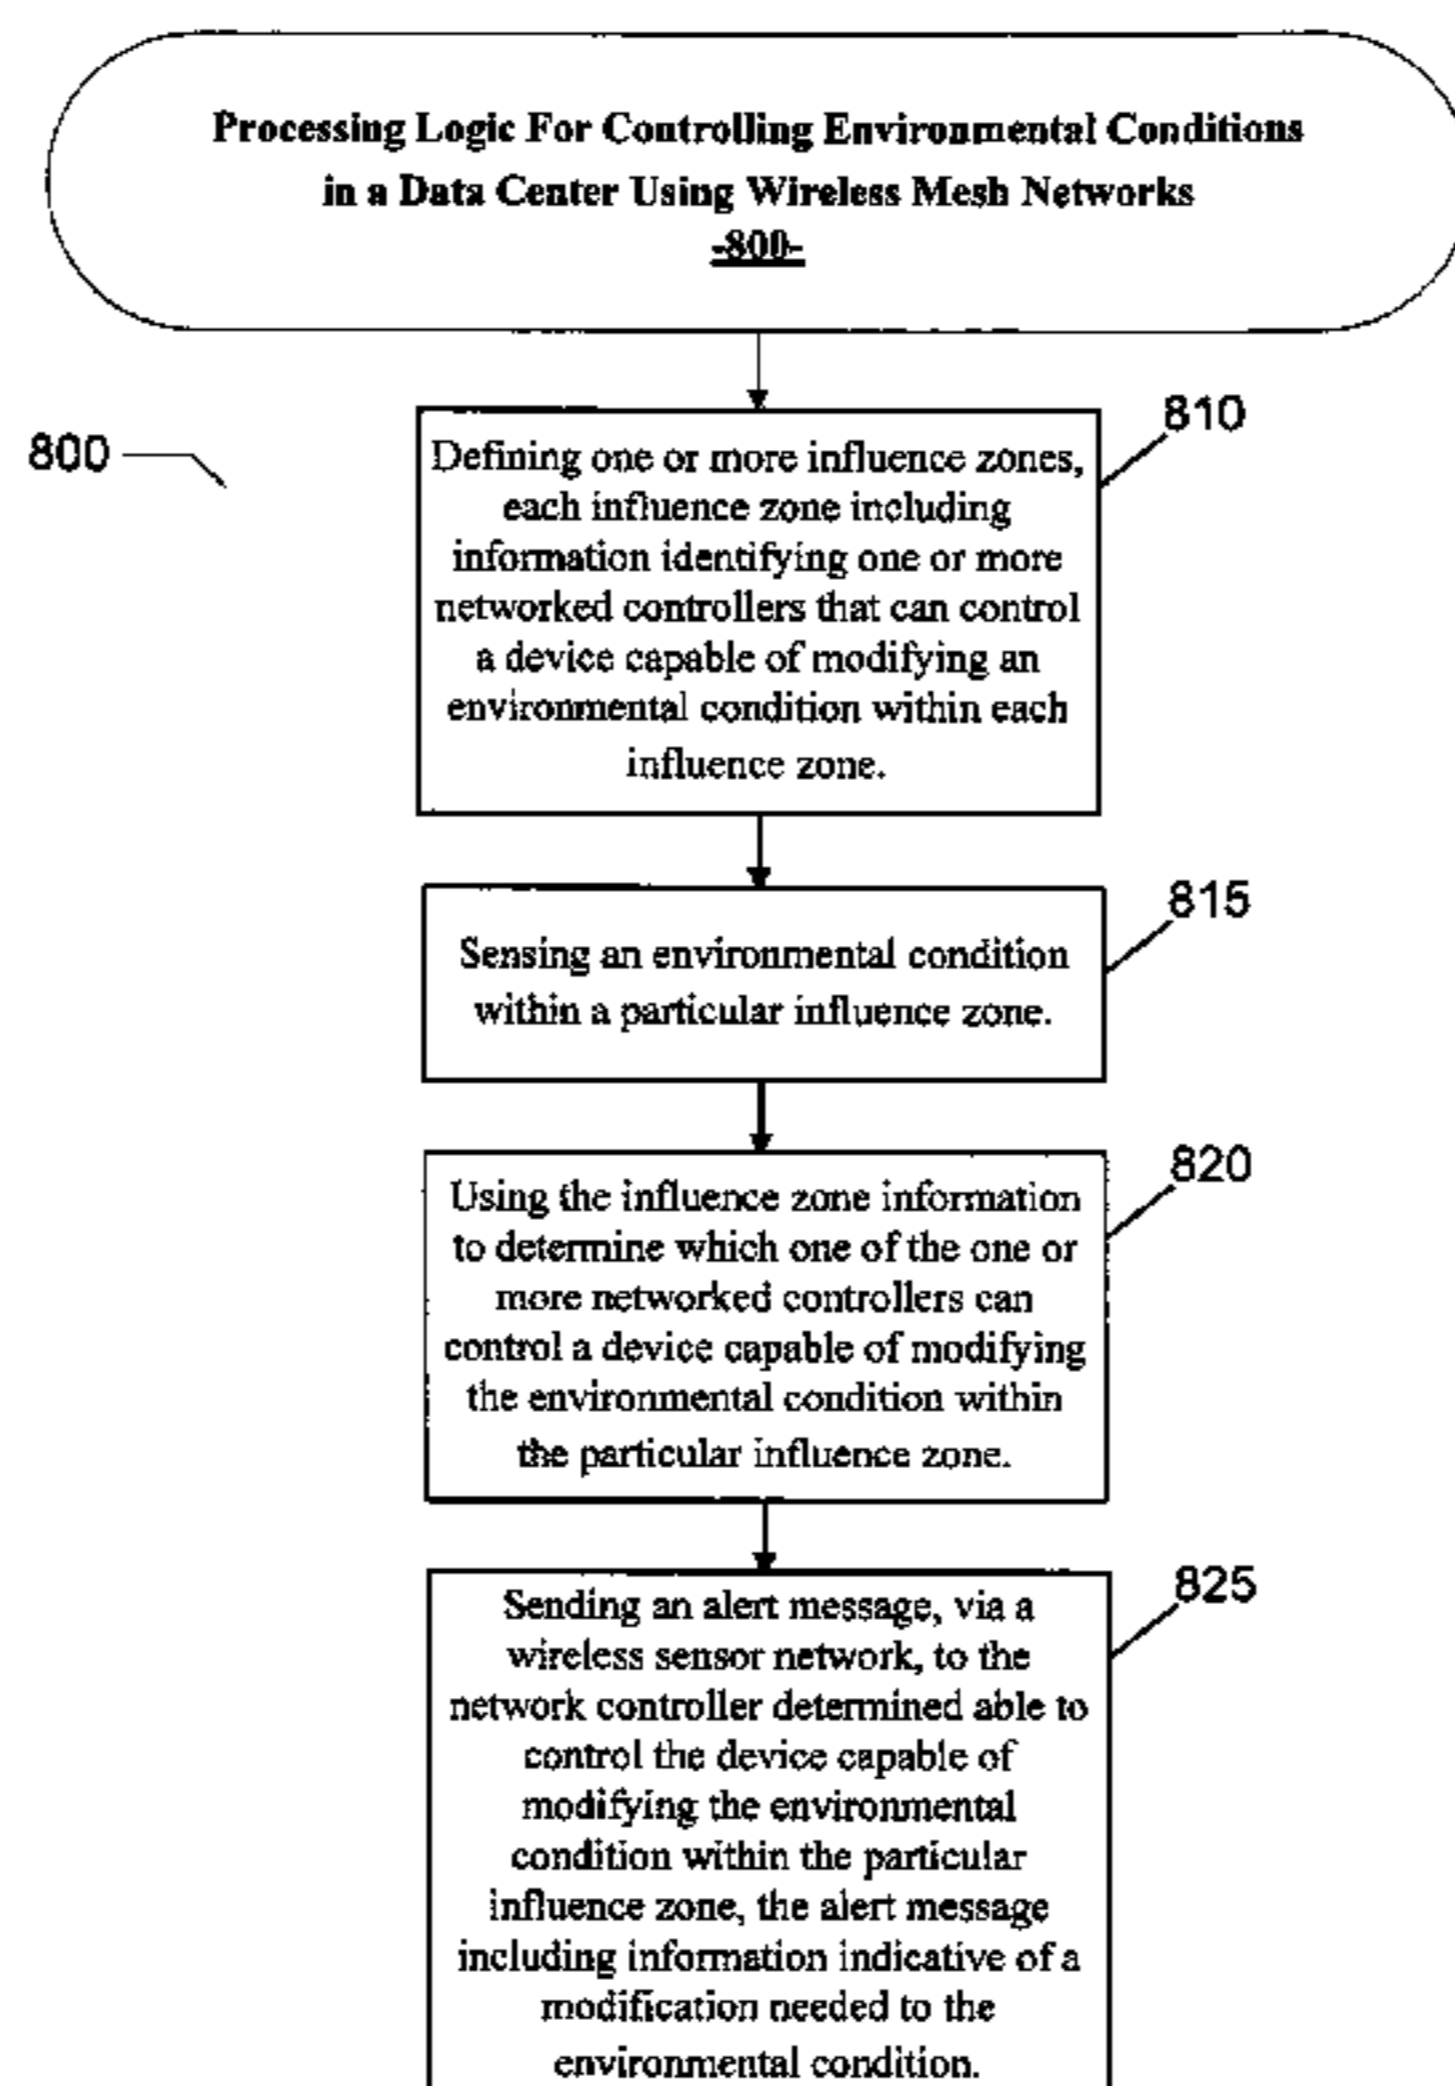 Processing Logic For Controlling Environmental Conditions
in a Data Center Using Wireless Mesh Networks
-800-
800
810
Defining one or more influence zones,
each influence zone including
information identifying one or more
networked controllers that can control
a device capable of modifying an
environmental condition within each
influence zone.
815
Sensing an environmental condition
within a particular influence zone.
820
Using the influence zone information
to determine which one of the one or
more networked controllers can
control a device capable of modifying
the environmental condition within
the particular influence zone.
825
Sending an alert message, via a
wireless sensor network, to the
network controller determined able to
control the device capable of
modifying the environmental
condition within the particular
influence zone, the alert message
including information indicative of a
modification needed to the
environmental condition.